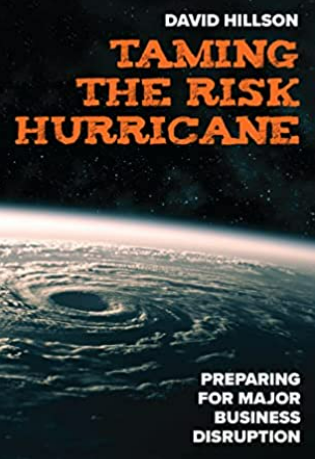 DAVID HILLSON
TAMING
THE RISK
HURRICANE
PREPARING
FOR MAJOR
BUSINESS
DISRUPTION